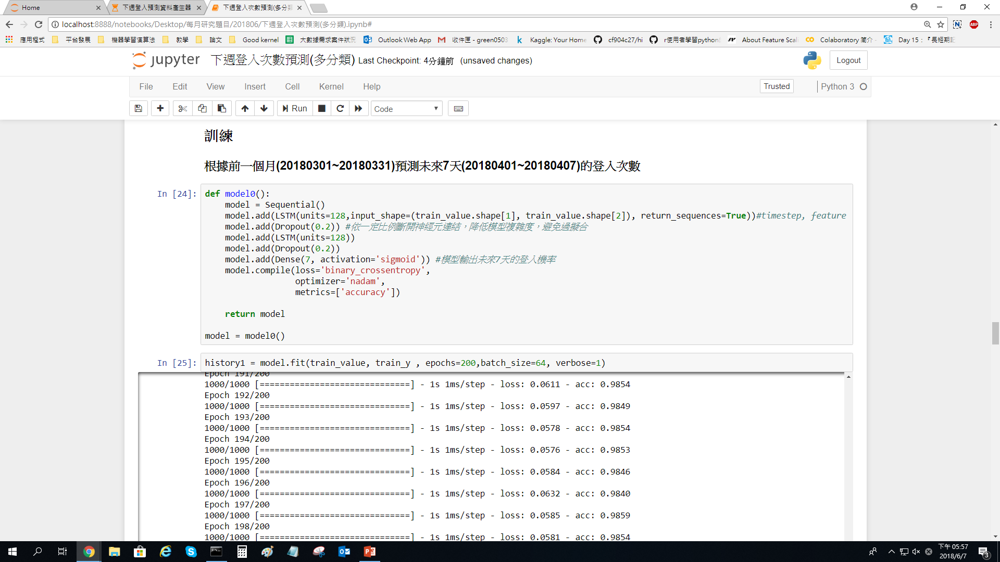 Home
下週登入預測資料產生器
下週登入次數預測(多分類
localhost:8888/notebooks/Desktop/每月研究題目/201806/下週登入次數預測(多分類).ipynb#
應用程式 平台發展 機器學習演算法 教學 論文 Good kernel 大數據需求案件狀況 Outlook Web App 收件匣 - green0503 Kaggle: Your Home cf904c27/hi r使用者學習python About Feature Scali Colaboratory 簡介 - Day 15：『長短期記
jupyter 下週登入次數預測(多分類) Last Checkpoint: 4分鐘前 (unsaved changes)
Logout
File Edit View Insert Cell Kernel Help
Trusted
Python 3
Run
Code
訓練
根據前一個月(20180301~20180331)預測未來7天(20180401~20180407)的登入次數
In [24]:
def model0():
model = Sequential()
model.add(LSTM(units=128,input_shape=(train_value.shape[1], train_value.shape[2]), return_sequences=True))#timestep, feature
model.add(Dropout(0.2)) #依一定比例斷開神經元連結，降低模型複雜度，避免過擬合
model.add(LSTM(units=128))
model.add(Dropout(0.2))
model.add(Dense(7, activation='sigmoid')) #模型輸出未來7天的登入機率
model.compile(loss='binary_crossentropy',
optimizer='nadam',
metrics=['accuracy'])
return model
model = model0()
In [25]:
history1 = model.fit(train_value, train_y , epochs=200,batch_size=64, verbose=1)
Epoch 191/200
1000/1000 [==============================] - 1s 1ms/step - loss: 0.0611 - acc: 0.9854
Epoch 192/200
1000/1000 [==============================] - 1s 1ms/step - loss: 0.0597 - acc: 0.9849
Epoch 193/200
1000/1000 [==============================] - 1s 1ms/step - loss: 0.0578 - acc: 0.9854
Epoch 194/200
1000/1000 [==============================] - 1s 1ms/step - loss: 0.0576 - acc: 0.9853
Epoch 195/200
1000/1000 [==============================] - 1s 1ms/step - loss: 0.0584 - acc: 0.9846
Epoch 196/200
1000/1000 [==============================] - 1s 1ms/step - loss: 0.0632 - acc: 0.9840
Epoch 197/200
1000/1000 [==============================] - 1s 1ms/step - loss: 0.0585 - acc: 0.9859
Epoch 198/200
1000/1000 [==============================] - 1s 1ms/step - loss: 0.0581 - acc: 0.9854
下午 05:57
2018/6/7
3